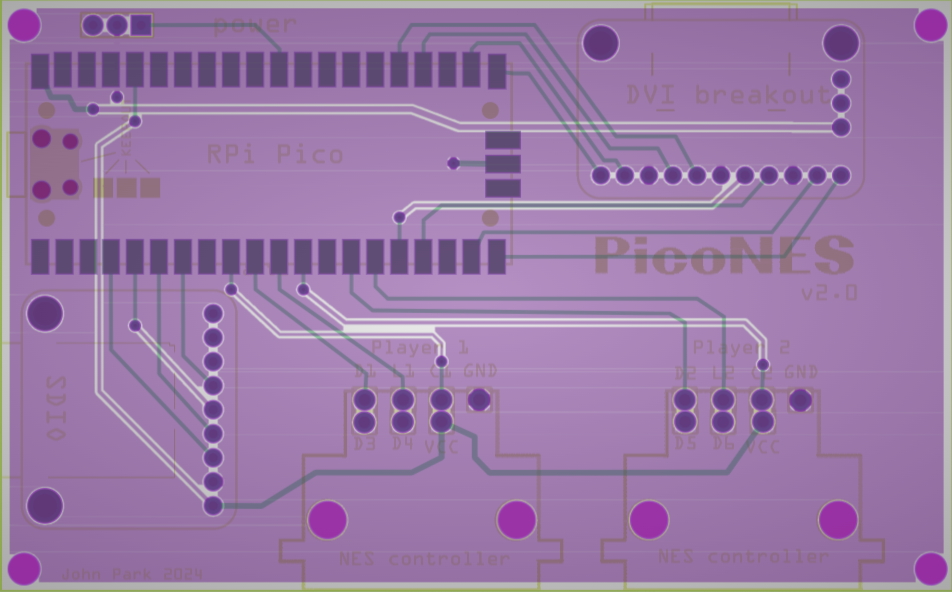 power
DVI breakout
RPi Pico
PicoNES
v2.0
Player 1
Player 2
D1 L1 C1 GND
D2 L2 C2 GND
SDIO
D3 D4 VCC
D5 D6 VCC
NES controller
NES controller
John Park 2024